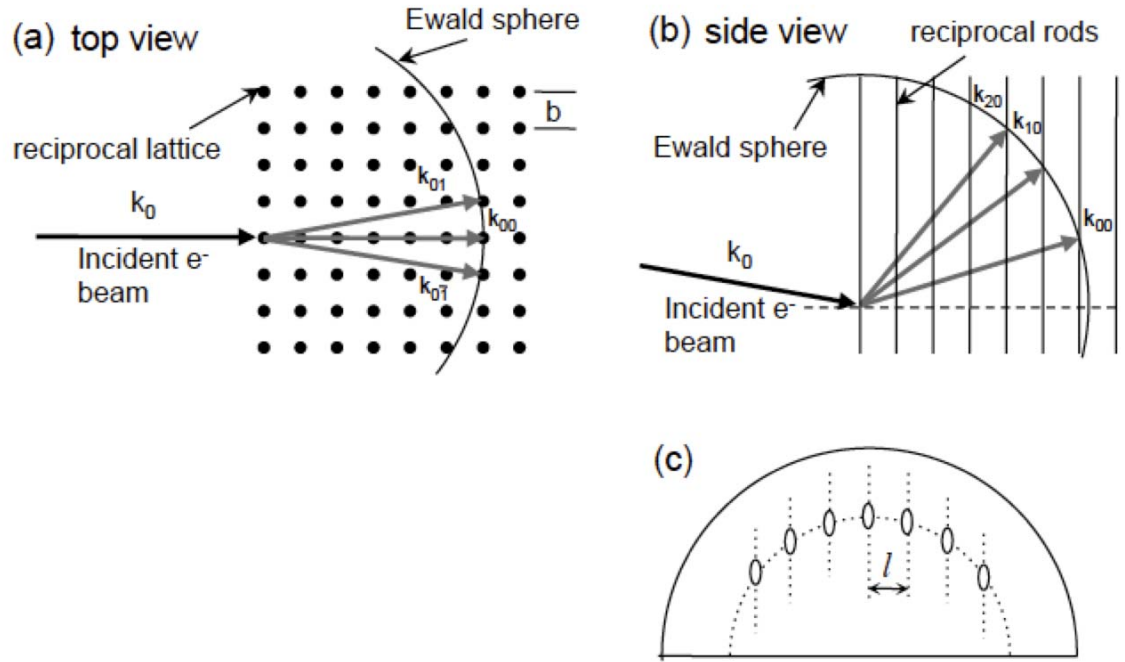 (a) top view
Ewald sphere
b
reciprocal lattice
k₀₁
k₀
k₀₀
Incident e⁻
beam
k₀₁̅
(b) side view
reciprocal rods
k₂₀
k₁₀
Ewald sphere
k₀₀
k₀
Incident e⁻
beam
(c)
l